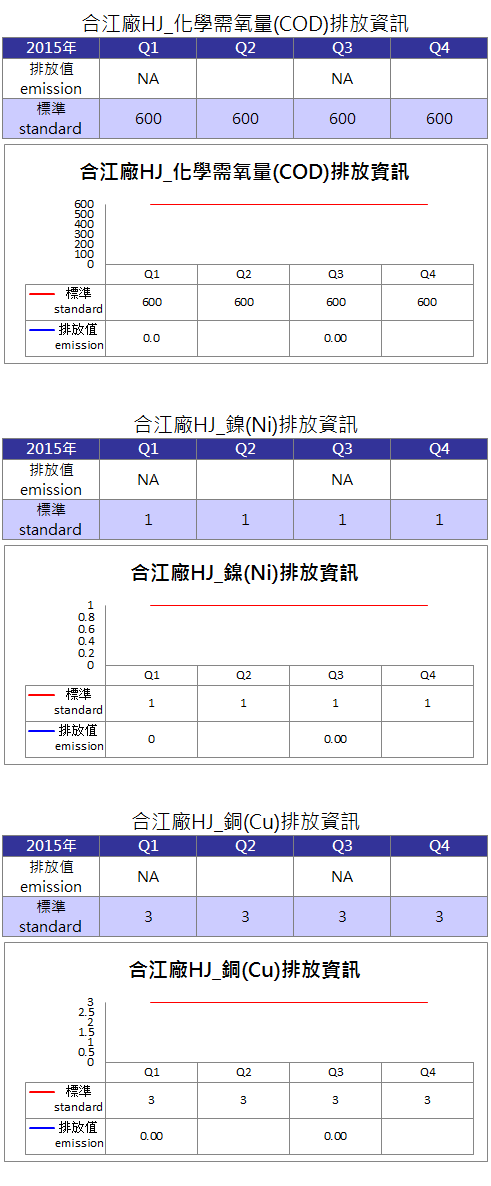 合江廠HJ_化學需氧量(COD)排放資訊
2015年 Q1 Q2 Q3 Q4
排放值
emission NA NA
標準
standard 600 600 600 600
合江廠HJ_化學需氧量(COD)排放資訊
600
500
400
300
200
100
0
Q1 Q2 Q3 Q4
標準
standard 600 600 600 600
排放值
emission 0.0 0.00
合江廠HJ_鎳(Ni)排放資訊
2015年 Q1 Q2 Q3 Q4
排放值
emission NA NA
標準
standard 1 1 1 1
合江廠HJ_鎳(Ni)排放資訊
1
0.8
0.6
0.4
0.2
0
Q1 Q2 Q3 Q4
標準
standard 1 1 1 1
排放值
emission 0 0.00
合江廠HJ_銅(Cu)排放資訊
2015年 Q1 Q2 Q3 Q4
排放值
emission NA NA
標準
standard 3 3 3 3
合江廠HJ_銅(Cu)排放資訊
3
2.5
2
1.5
1
0.5
0
Q1 Q2 Q3 Q4
標準
standard 3 3 3 3
排放值
emission 0.00 0.00